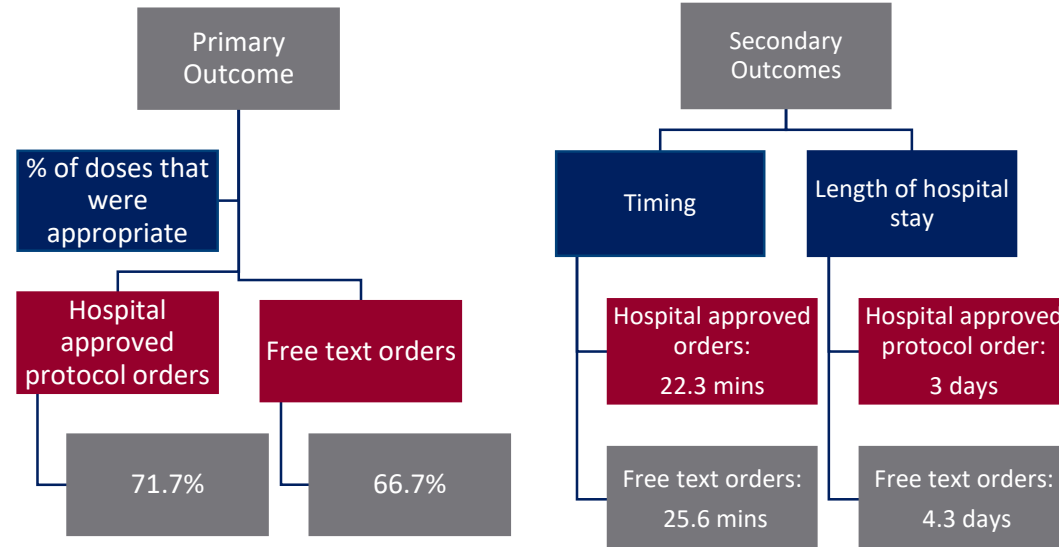 Primary
Outcome
% of doses that
were
appropriate
Hospital
approved
protocol orders
Free text orders
71.7%
66.7%
Secondary
Outcomes
Timing
Length of hospital
stay
Hospital approved
orders:
22.3 mins
Hospital approved
protocol order:
3 days
Free text orders:
25.6 mins
Free text orders:
4.3 days